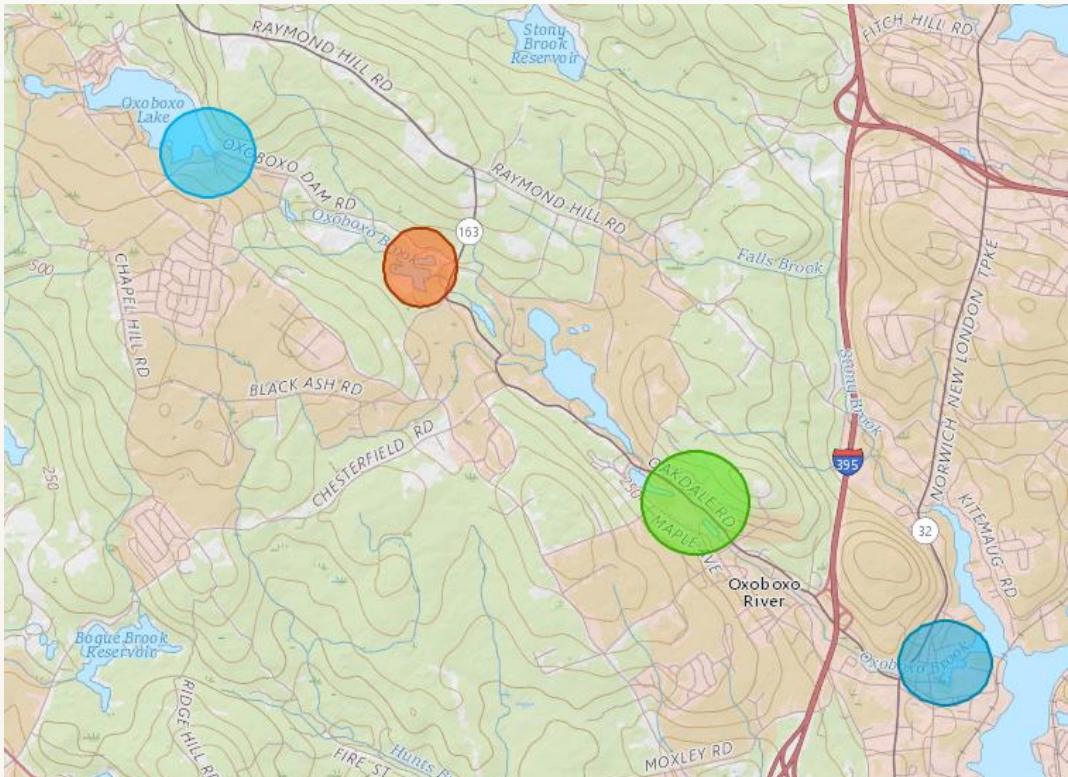 RAYMOND HILL RD
Stony
Brook
Reservoir
FITCH HILL RD
Oxoboxo
Lake
OXOBOXO DAM RD
RAYMOND HILL RD
Oxoboxo Brook
163
Falls Brook
500
CHAPEL HILL RD
NORWICH NEW LONDON TPKE
Stony Brook
BLACK ASH RD
CHESTERFIELD RD
OAKDALE RD
395
250
250
MAPLE AVE
KITEMAUG RD
32
Oxoboxo
River
Bogue Brook
Reservoir
Oxoboxo Brook
RIDGE HILL RD
FIRE ST
Hunts B
MOXLEY RD